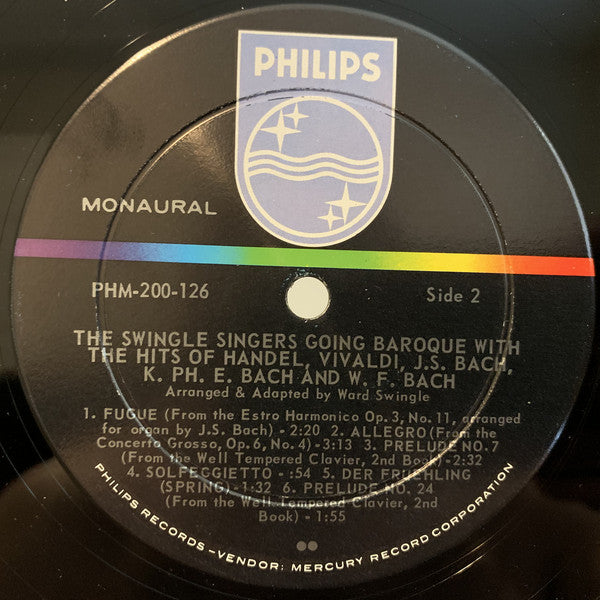 PHILIPS
MONAURAL
PHM-200-126
Side 2
THE SWINGLE SINGERS GOING BAROQUE WITH
THE HITS OF HANDEL, VIVALDI, J.S. BACH,
K. PH. E. BACH AND W. F. BACH
Arranged & Adapted by Ward Swingle
1. FUGUE (From the Estro Harmonico Op. 3, No. 11, arranged
for organ by J.S. Bach) - 2:20 2. ALLEGRO (From the
Concerto Grosso, Op. 6, No. 4) - 3:13 3. PRELUDE NO. 7
(From the Well Tempered Clavier, 2nd Book) - 2:32
4. SOLFEGGIETTO - :54 5. DER FRUEHLING
(SPRING) - 1:32 6. PRELUDE NO. 24
(From the Well Tempered Clavier, 2nd
Book) - 1:55
PHILIPS RECORDS - VENDOR: MERCURY RECORD CORPORATION